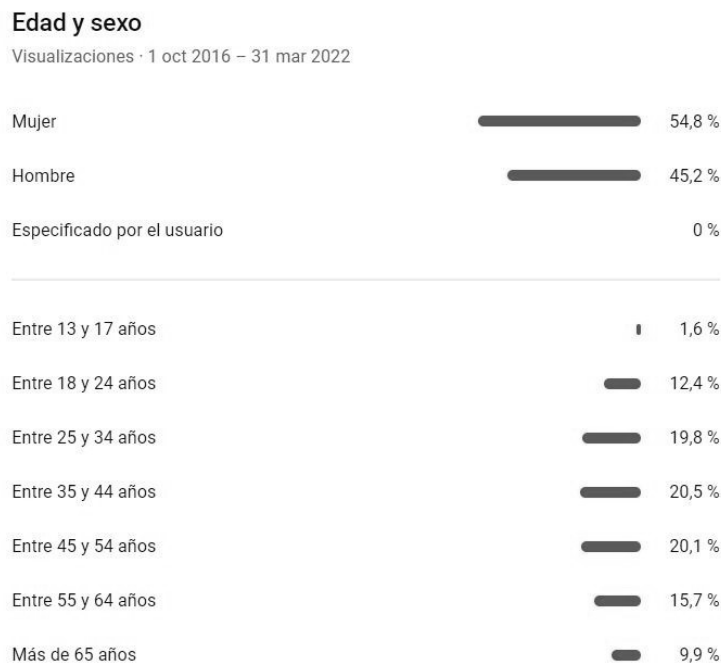 Edad y sexo
Visualizaciones · 1 oct 2016 – 31 mar 2022
Mujer 54,8 %
Hombre 45,2 %
Especificado por el usuario 0 %
Entre 13 y 17 años 1,6 %
Entre 18 y 24 años 12,4 %
Entre 25 y 34 años 19,8 %
Entre 35 y 44 años 20,5 %
Entre 45 y 54 años 20,1 %
Entre 55 y 64 años 15,7 %
Más de 65 años 9,9 %